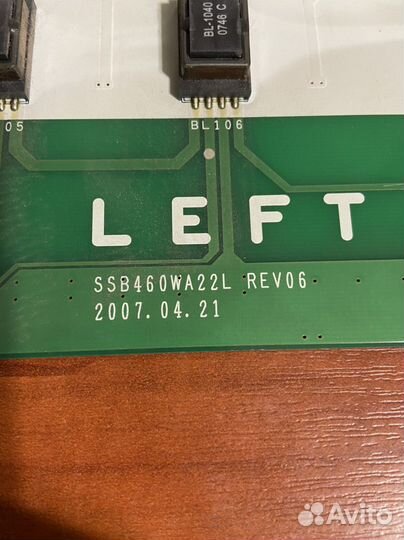 BL-1040
0746 C
05
BL106
LEFT
SSB460WA22L REV06
2007.04.21
Avito